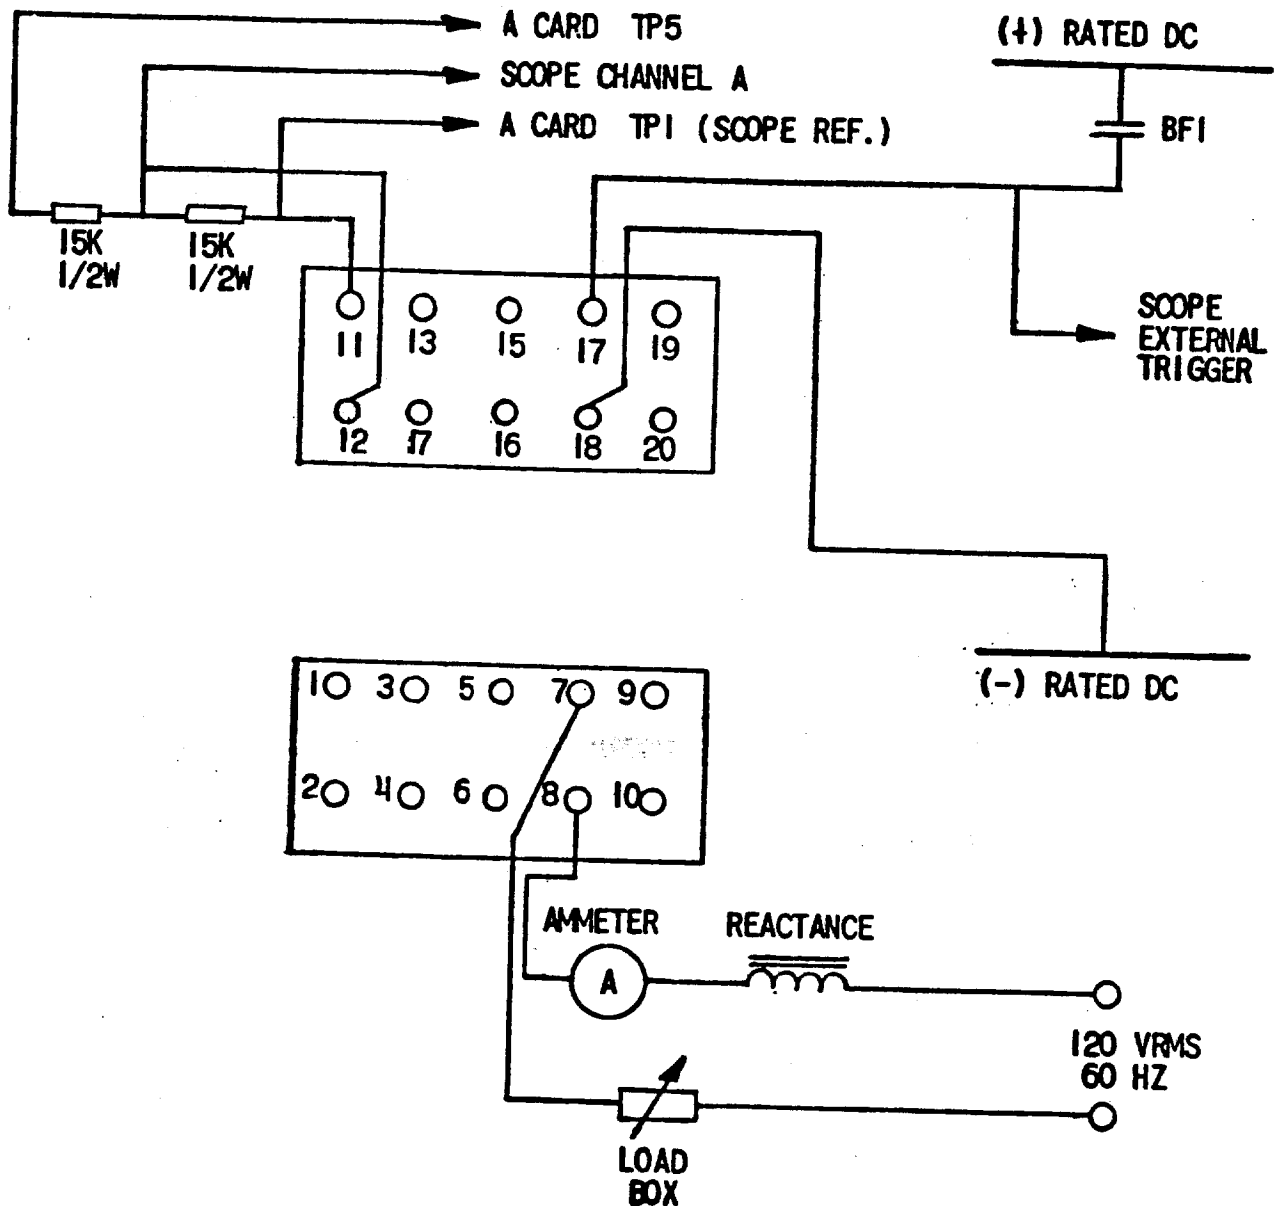 A CARD TP5
SCOPE CHANNEL A
A CARD TP1 (SCOPE REF.)
(+) RATED DC
BF1
15K
1/2W
15K
1/2W
11 13 15 17 19
12 17 16 18 20
SCOPE
EXTERNAL
TRIGGER
(-) RATED DC
1 3 5 7 9
2 4 6 8 10
AMMETER
REACTANCE
A
120 VRMS
60 HZ
LOAD
BOX